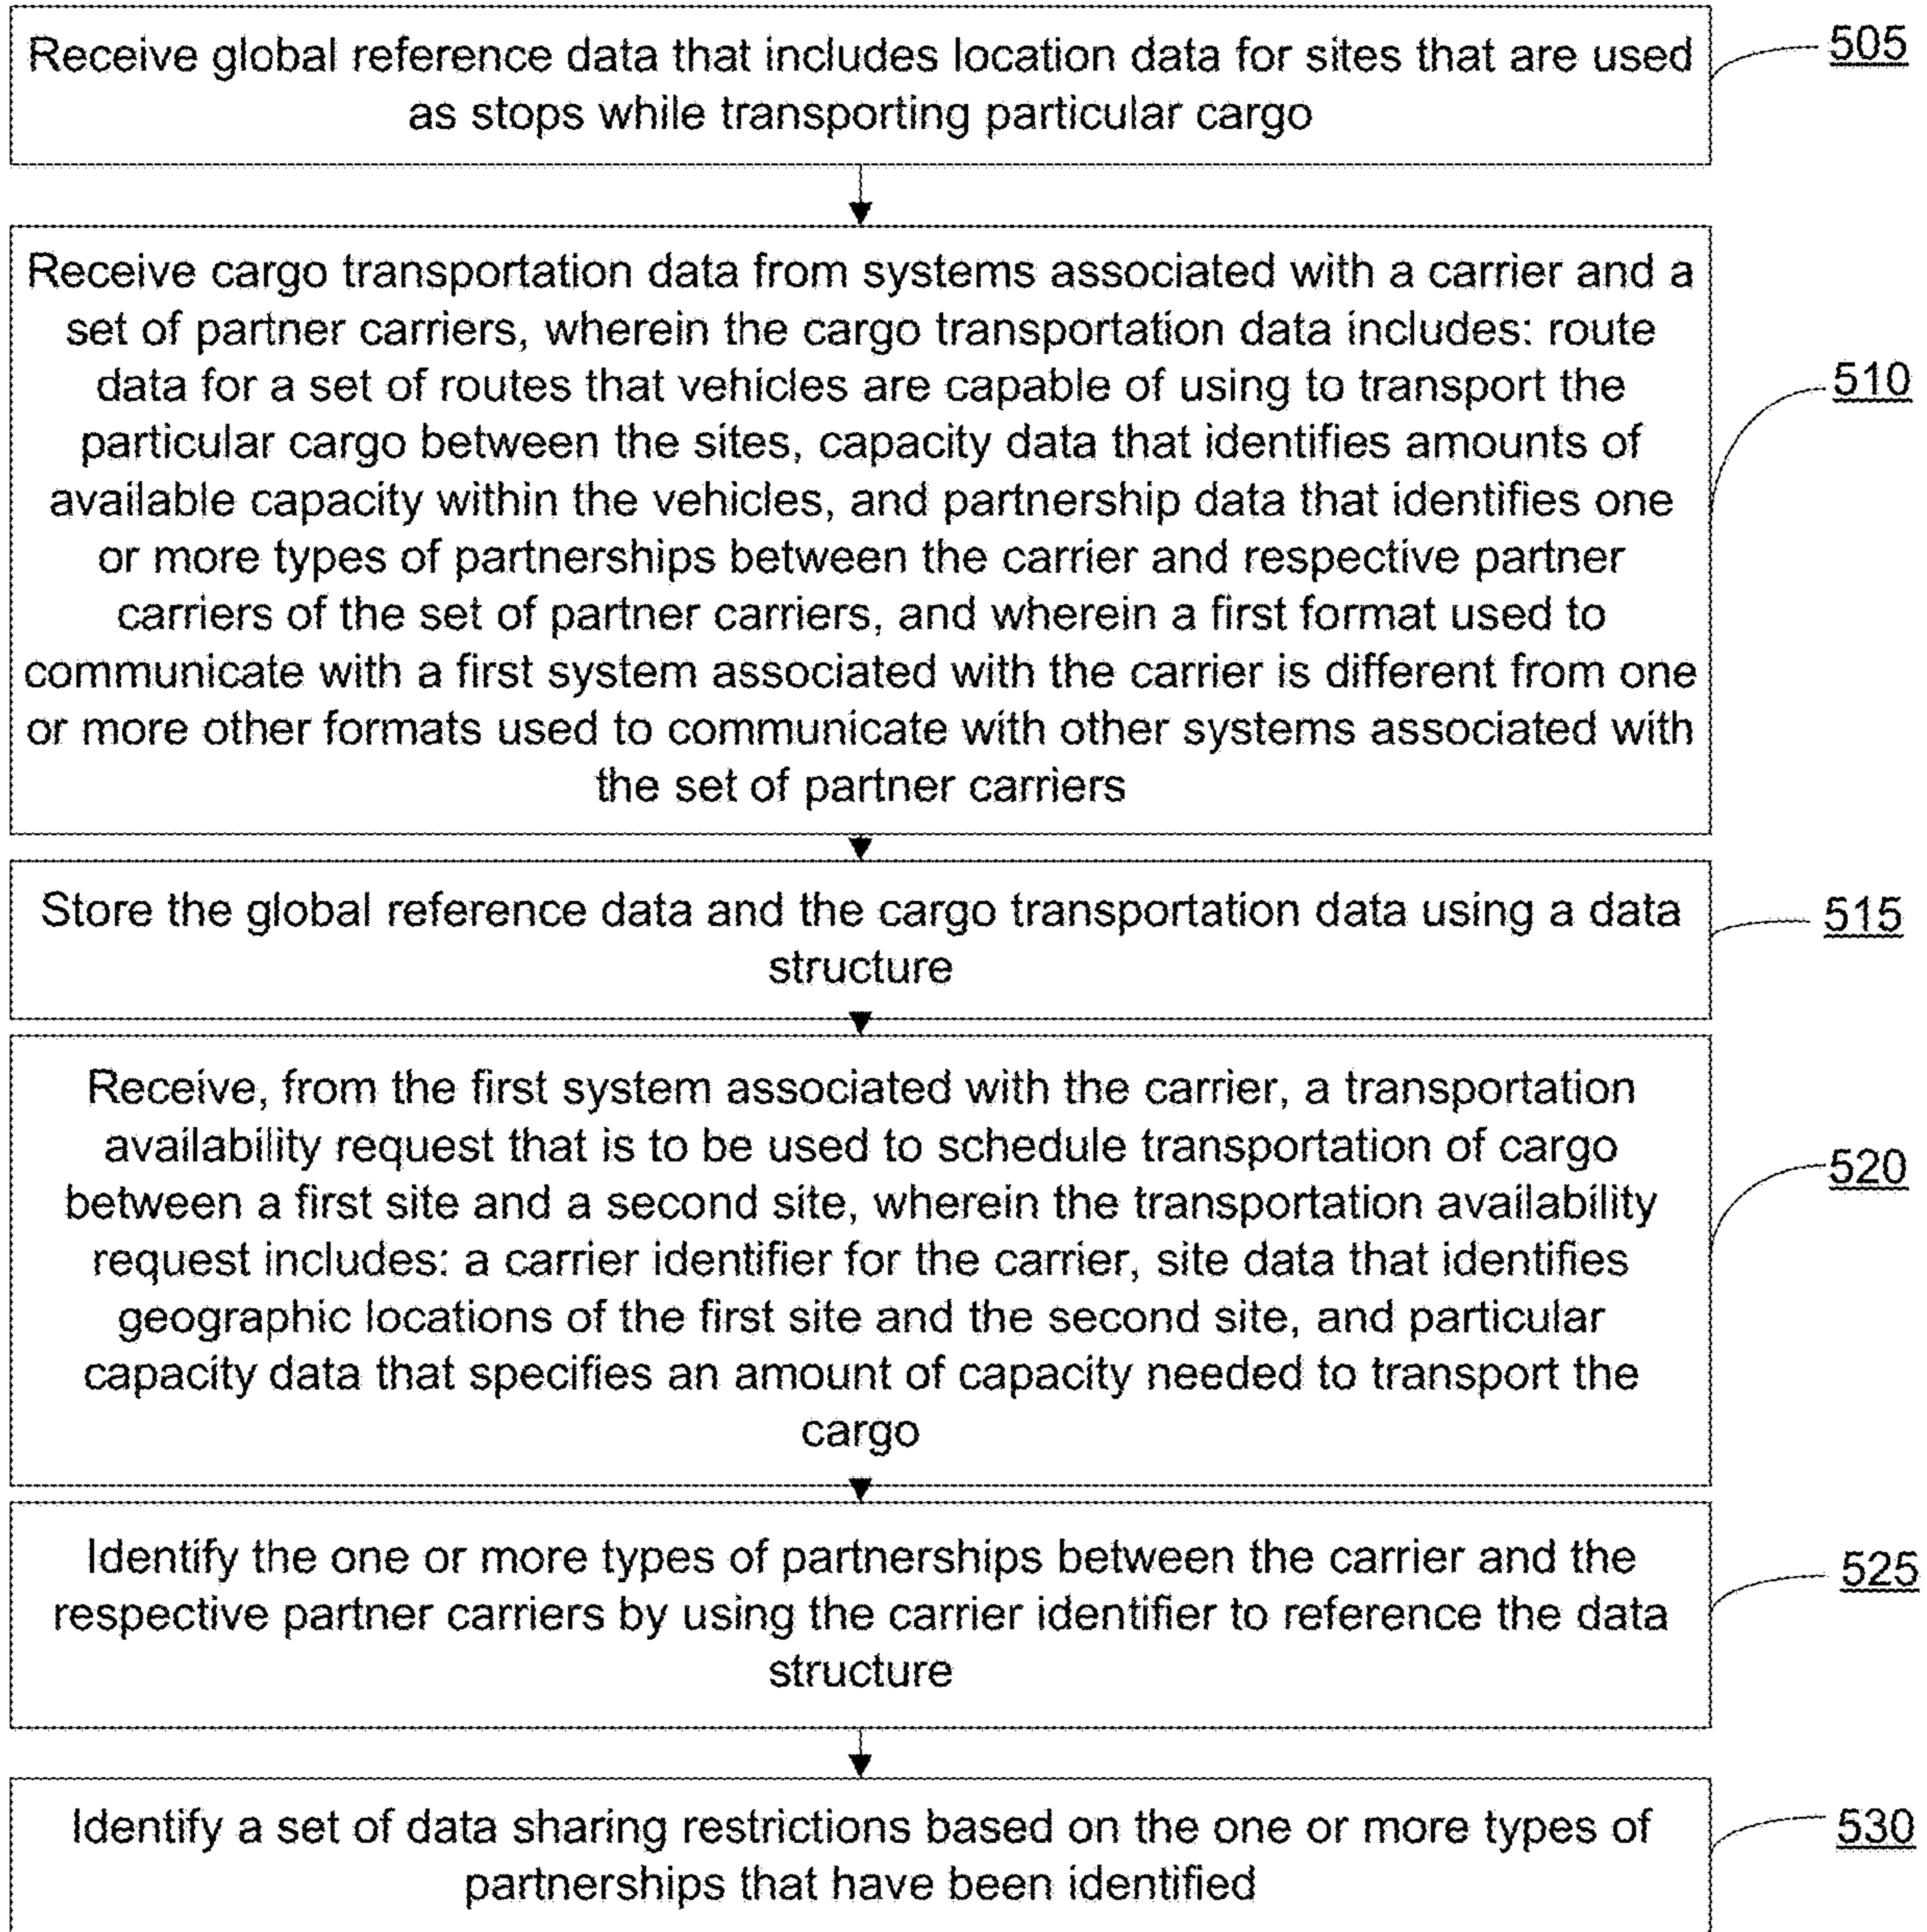 Receive global reference data that includes location data for sites that are used
as stops while transporting particular cargo
505
Receive cargo transportation data from systems associated with a carrier and a
set of partner carriers, wherein the cargo transportation data includes: route
data for a set of routes that vehicles are capable of using to transport the
particular cargo between the sites, capacity data that identifies amounts of
available capacity within the vehicles, and partnership data that identifies one
or more types of partnerships between the carrier and respective partner
carriers of the set of partner carriers, and wherein a first format used to
communicate with a first system associated with the carrier is different from one
or more other formats used to communicate with other systems associated with
the set of partner carriers
510
Store the global reference data and the cargo transportation data using a data
structure
515
Receive, from the first system associated with the carrier, a transportation
availability request that is to be used to schedule transportation of cargo
between a first site and a second site, wherein the transportation availability
request includes: a carrier identifier for the carrier, site data that identifies
geographic locations of the first site and the second site, and particular
capacity data that specifies an amount of capacity needed to transport the
cargo
520
Identify the one or more types of partnerships between the carrier and the
respective partner carriers by using the carrier identifier to reference the data
structure
525
Identify a set of data sharing restrictions based on the one or more types of
partnerships that have been identified
530